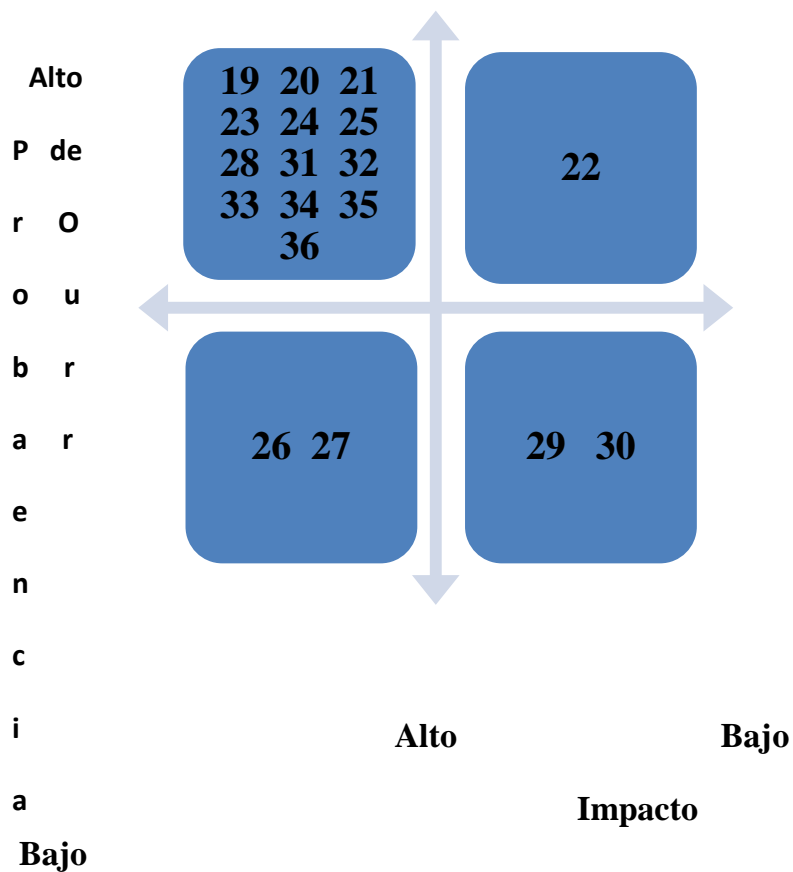 Alto
P de
r O
o u
b r
a r
e
n
c
i
a
Bajo
19 20 21
23 24 25
28 31 32
33 34 35
36
22
26 27
29 30
Alto Bajo
Impacto